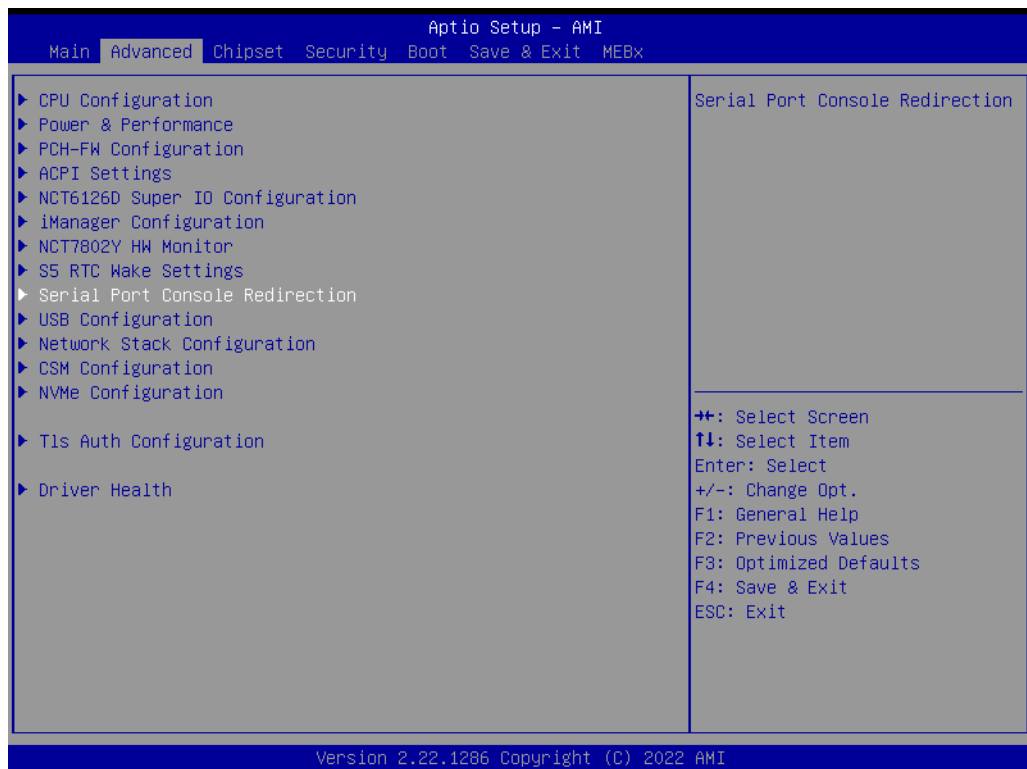 Aptio Setup – AMI
Main Advanced Chipset Security Boot Save & Exit MEBx
CPU Configuration
Power & Performance
PCH-FW Configuration
ACPI Settings
NCT6126D Super IO Configuration
iManager Configuration
NCT7802Y HW Monitor
S5 RTC Wake Settings
Serial Port Console Redirection
USB Configuration
Network Stack Configuration
CSM Configuration
NVMe Configuration
Tls Auth Configuration
Driver Health
Serial Port Console Redirection
→←: Select Screen
↑↓: Select Item
Enter: Select
+/-: Change Opt.
F1: General Help
F2: Previous Values
F3: Optimized Defaults
F4: Save & Exit
ESC: Exit
Version 2.22.1286 Copyright (C) 2022 AMI